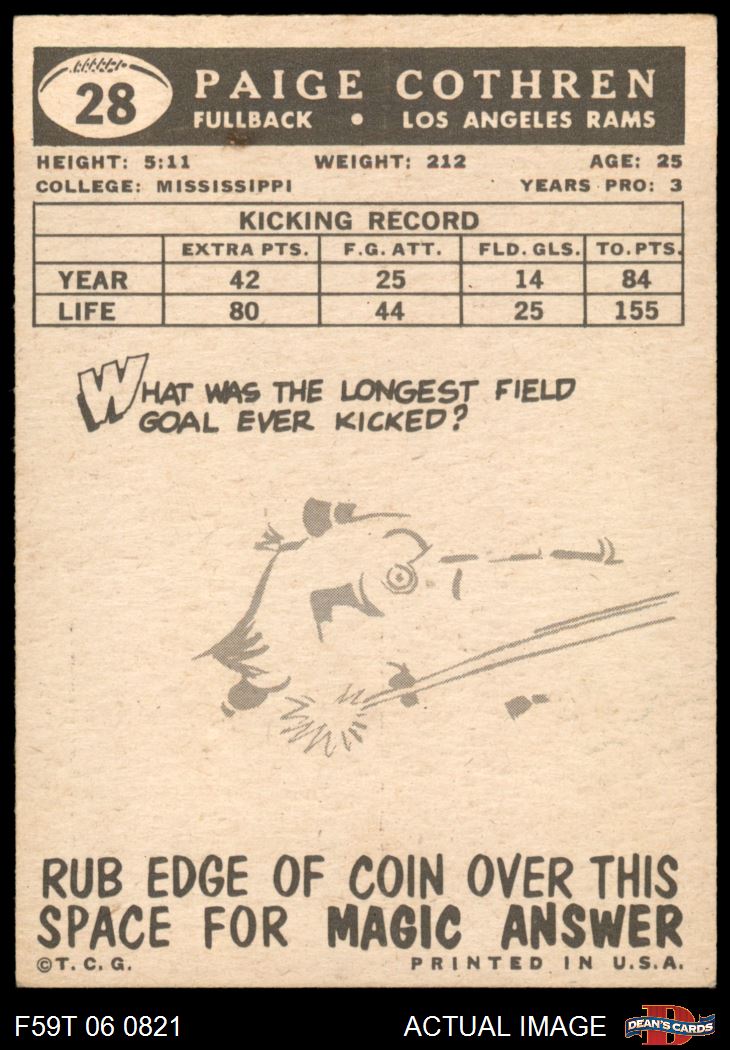 28
PAIGE COTHREN
FULLBACK • LOS ANGELES RAMS
HEIGHT: 5:11 WEIGHT: 212 AGE: 25
COLLEGE: MISSISSIPPI YEARS PRO: 3
KICKING RECORD
EXTRA PTS. F.G. ATT. FLD. GLS. TO. PTS.
YEAR 42 25 14 84
LIFE 80 44 25 155
WHAT WAS THE LONGEST FIELD
GOAL EVER KICKED?
RUB EDGE OF COIN OVER THIS
SPACE FOR MAGIC ANSWER
©T. C. G. PRINTED IN U.S.A.
F59T 06 0821 ACTUAL IMAGE D DEAN'S CARDS